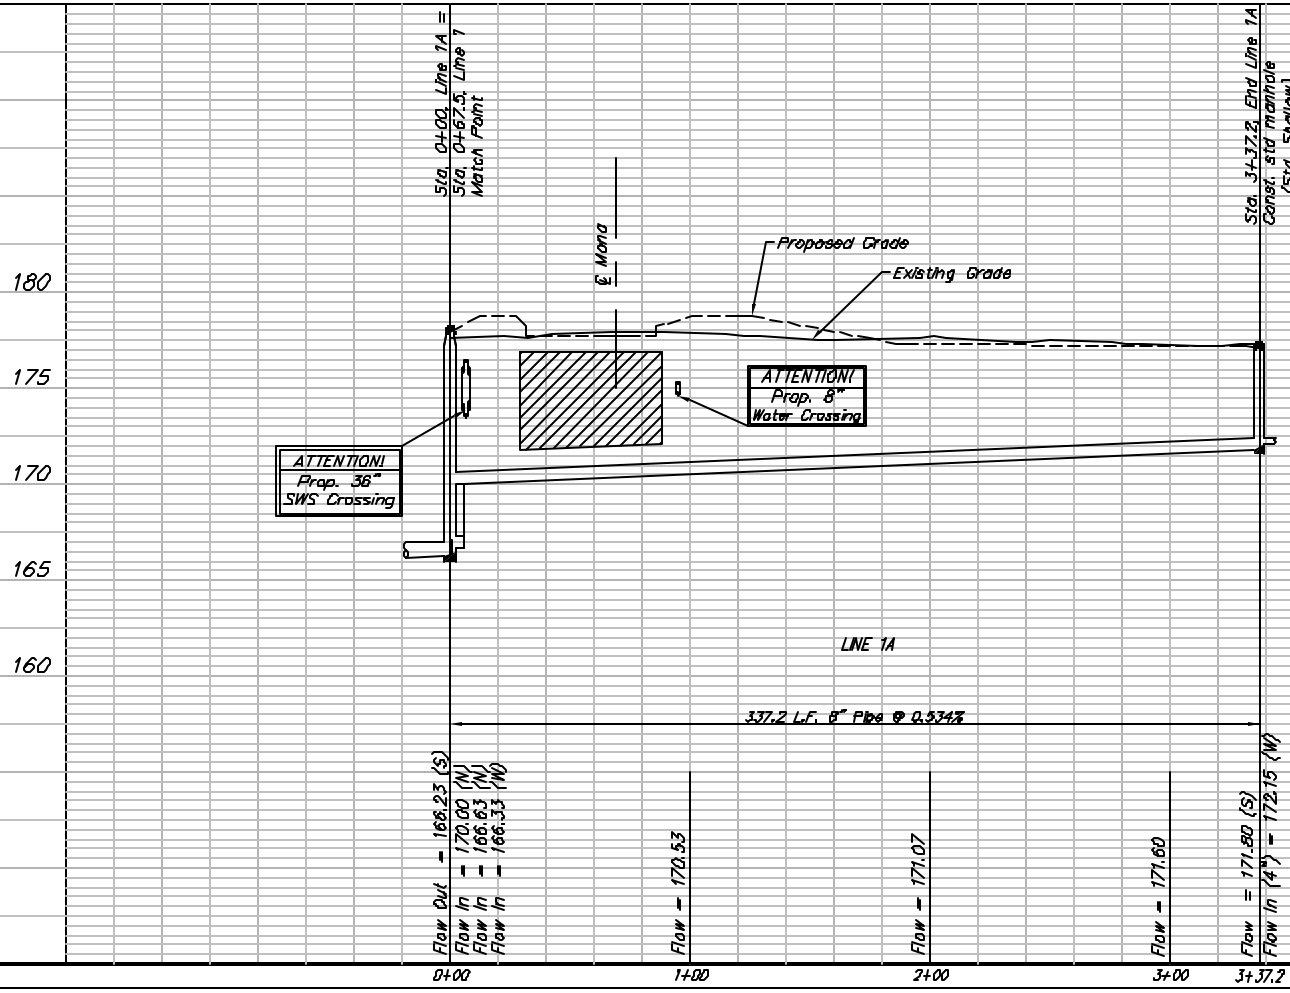 Sta. 0+00, Line 1A =
Sta. 0+67.5, Line 1
Match Point
Sta. 3+37.2, End Line 1A
Const. std manhole
(Std. Shallow)
℄ Mona
Proposed Grade
Existing Grade
180
175
170
165
160
ATTENTION!
Prop. 8"
Water Crossing
ATTENTION!
Prop. 36"
SWS Crossing
LINE 1A
337.2 L.F. 8" Pipe @ 0.534%
Flow Out = 166.23 (S)
Flow In = 170.00 (N)
Flow In = 166.63 (N)
Flow In = 166.33 (W)
Flow = 170.53
Flow = 171.07
Flow = 171.60
Flow = 171.80 (S)
Flow In (4") = 172.15 (W)
0+00
1+00
2+00
3+00
3+37.2